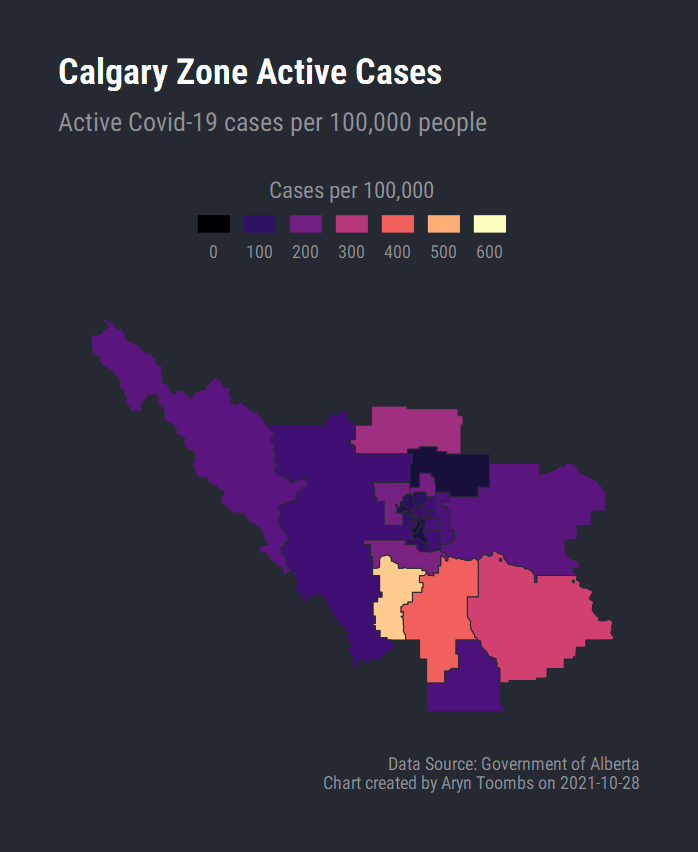 Calgary Zone Active Cases
Active Covid-19 cases per 100,000 people
Cases per 100,000
0 100 200 300 400 500 600
Data Source: Government of Alberta
Chart created by Aryn Toombs on 2021-10-28